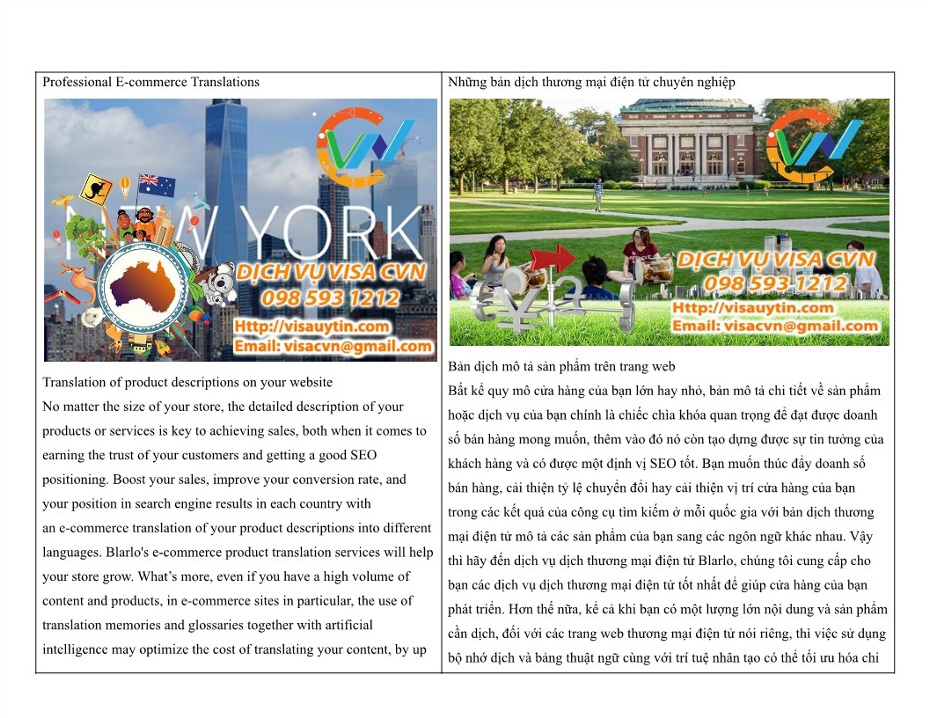 Professional E-commerce Translations
NEW YORK
DỊCH VỤ VISA CVN
098 593 1212
Http://visauytin.com
Email: visacvn@gmail.com
Translation of product descriptions on your website
No matter the size of your store, the detailed description of your
products or services is key to achieving sales, both when it comes to
earning the trust of your customers and getting a good SEO
positioning. Boost your sales, improve your conversion rate, and
your position in search engine results in each country with
an e-commerce translation of your product descriptions into different
languages. Blarlo's e-commerce product translation services will help
your store grow. What’s more, even if you have a high volume of
content and products, in e-commerce sites in particular, the use of
translation memories and glossaries together with artificial
intelligence may optimize the cost of translating your content, by up
Những bản dịch thương mại điện tử chuyên nghiệp
DỊCH VỤ VISA CVN
098 593 1212
Http://visauytin.com
Email: visacvn@gmail.com
Bản dịch mô tả sản phẩm trên trang web
Bất kể quy mô cửa hàng của bạn lớn hay nhỏ, bản mô tả chi tiết về sản phẩm
hoặc dịch vụ của bạn chính là chiếc chìa khóa quan trọng để đạt được doanh
số bán hàng mong muốn, thêm vào đó nó còn tạo dựng được sự tin tưởng của
khách hàng và có được một định vị SEO tốt. Bạn muốn thúc đẩy doanh số
bán hàng, cải thiện tỷ lệ chuyển đổi hay cải thiện vị trí cửa hàng của bạn
trong các kết quả của công cụ tìm kiếm ở mỗi quốc gia với bản dịch thương
mại điện tử mô tả các sản phẩm của bạn sang các ngôn ngữ khác nhau. Vậy
thì hãy đến dịch vụ dịch thương mại điện tử Blarlo, chúng tôi cung cấp cho
bạn các dịch vụ dịch thương mại điện tử tốt nhất để giúp cửa hàng của bạn
phát triển. Hơn thế nữa, kể cả khi bạn có một lượng lớn nội dung và sản phẩm
cần dịch, đối với các trang web thương mại điện tử nói riêng, thì việc sử dụng
bộ nhớ dịch và bảng thuật ngữ cùng với trí tuệ nhân tạo có thể tối ưu hóa chi